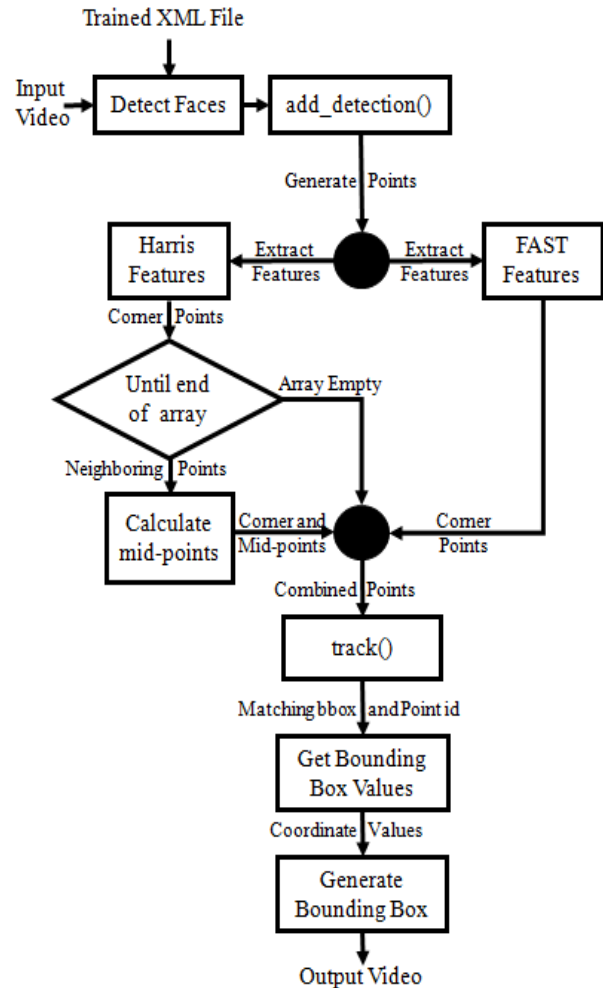 Trained XML File
Input
Video
Detect Faces
add_detection()
Generate Points
Harris
Features
Extract
Features
Extract
Features
FAST
Features
Corner Points
Until end
of array
Array Empty
Neighboring Points
Calculate
mid-points
Corner and
Mid-points
Corner
Points
Combined Points
track()
Matching bbox and Point id
Get Bounding
Box Values
Coordinate Values
Generate
Bounding Box
Output Video